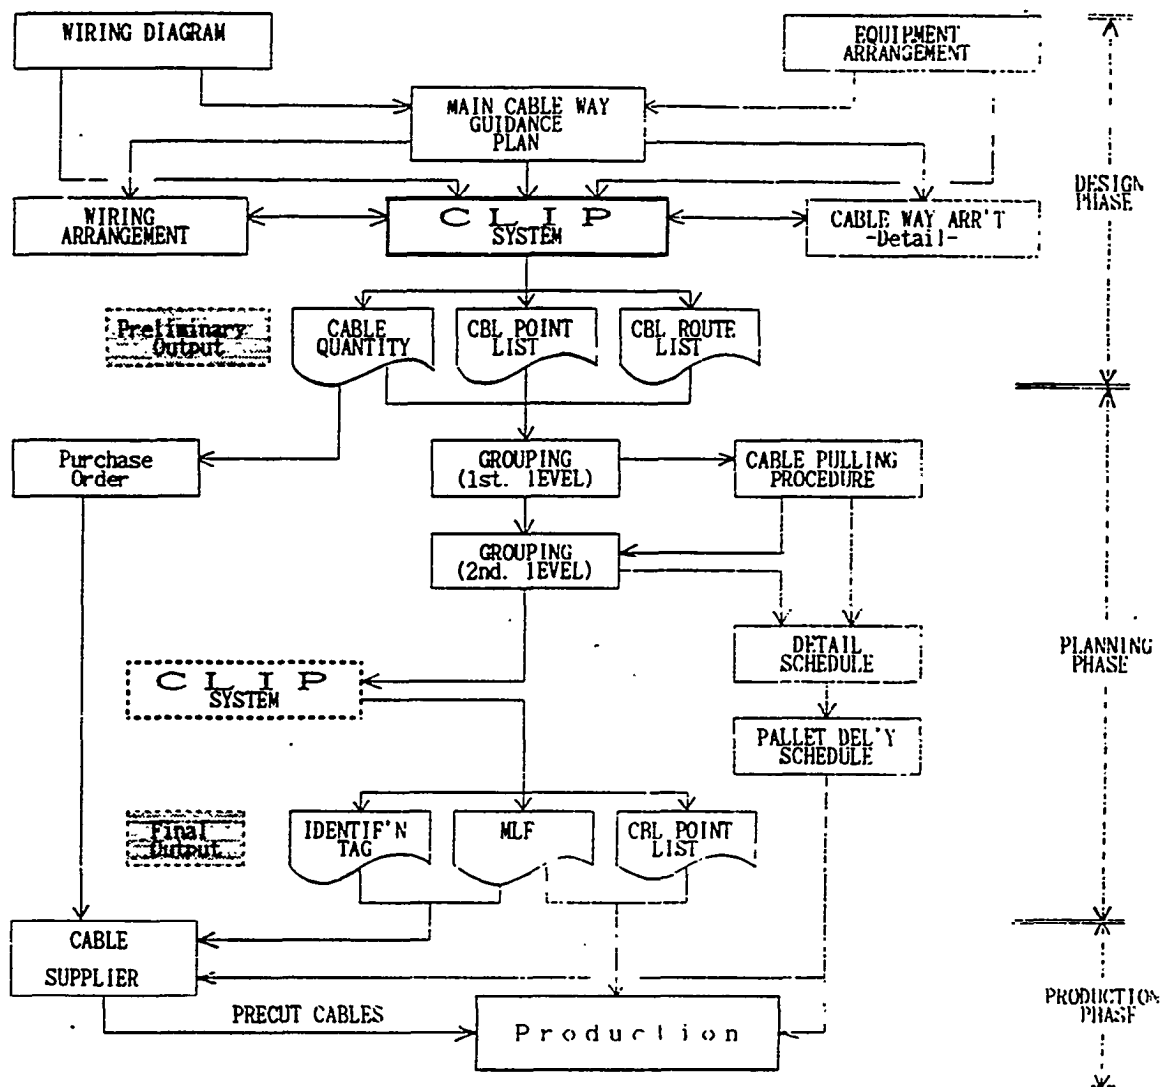 WIRING DIAGRAM
EQUIPMENT
ARRANGEMENT
MAIN CABLE WAY
GUIDANCE
PLAN
DESIGN
PHASE
WIRING
ARRANGEMENT
CLIP
SYSTEM
CABLE WAY ARR'T
-Detail-
Preliminary
Output
CABLE
QUANTITY
CBL POINT
LIST
CBL ROUTE
LIST
Purchase
Order
GROUPING
(1st. lEVEL)
CABLE PULLING
PROCEDURE
GROUPING
(2nd. lEVEL)
DETAIL
SCHEDULE
PLANNING
PHASE
CLIP
SYSTEM
PALLET DEL'Y
SCHEDULE
Final
Output
IDENTIF'N
TAG
MLF
CBL POINT
LIST
CABLE
SUPPLIER
PRECUT CABLES
Production
PRODUCTION
PHASE